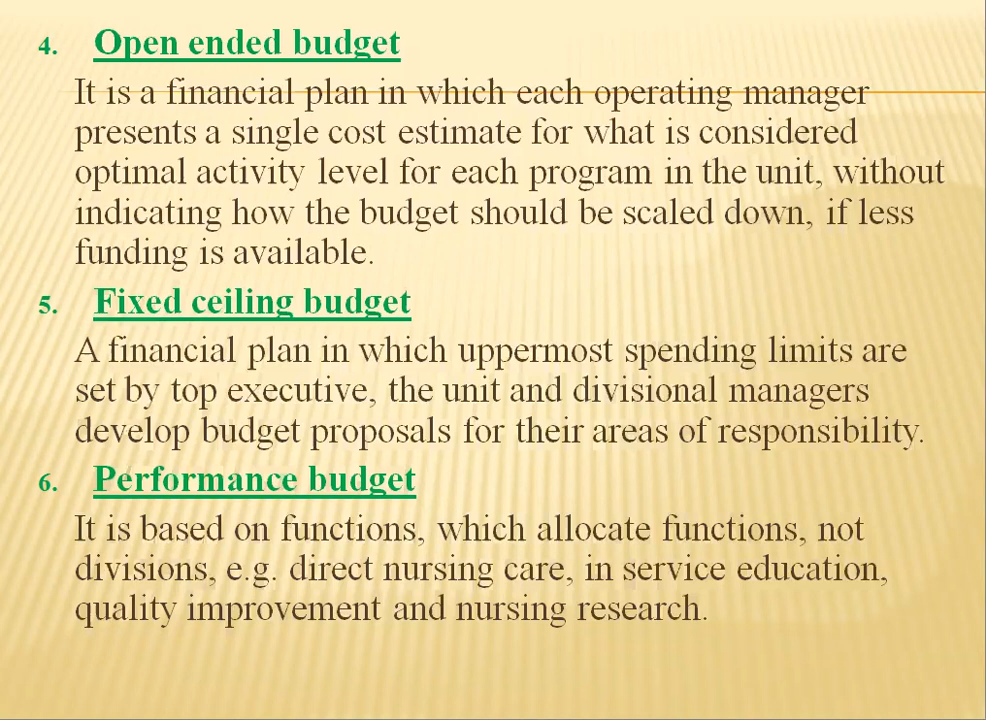 4. Open ended budget
It is a financial plan in which each operating manager
presents a single cost estimate for what is considered
optimal activity level for each program in the unit, without
indicating how the budget should be scaled down, if less
funding is available.
5. Fixed ceiling budget
A financial plan in which uppermost spending limits are
set by top executive, the unit and divisional managers
develop budget proposals for their areas of responsibility.
6. Performance budget
It is based on functions, which allocate functions, not
divisions, e.g. direct nursing care, in service education,
quality improvement and nursing research.